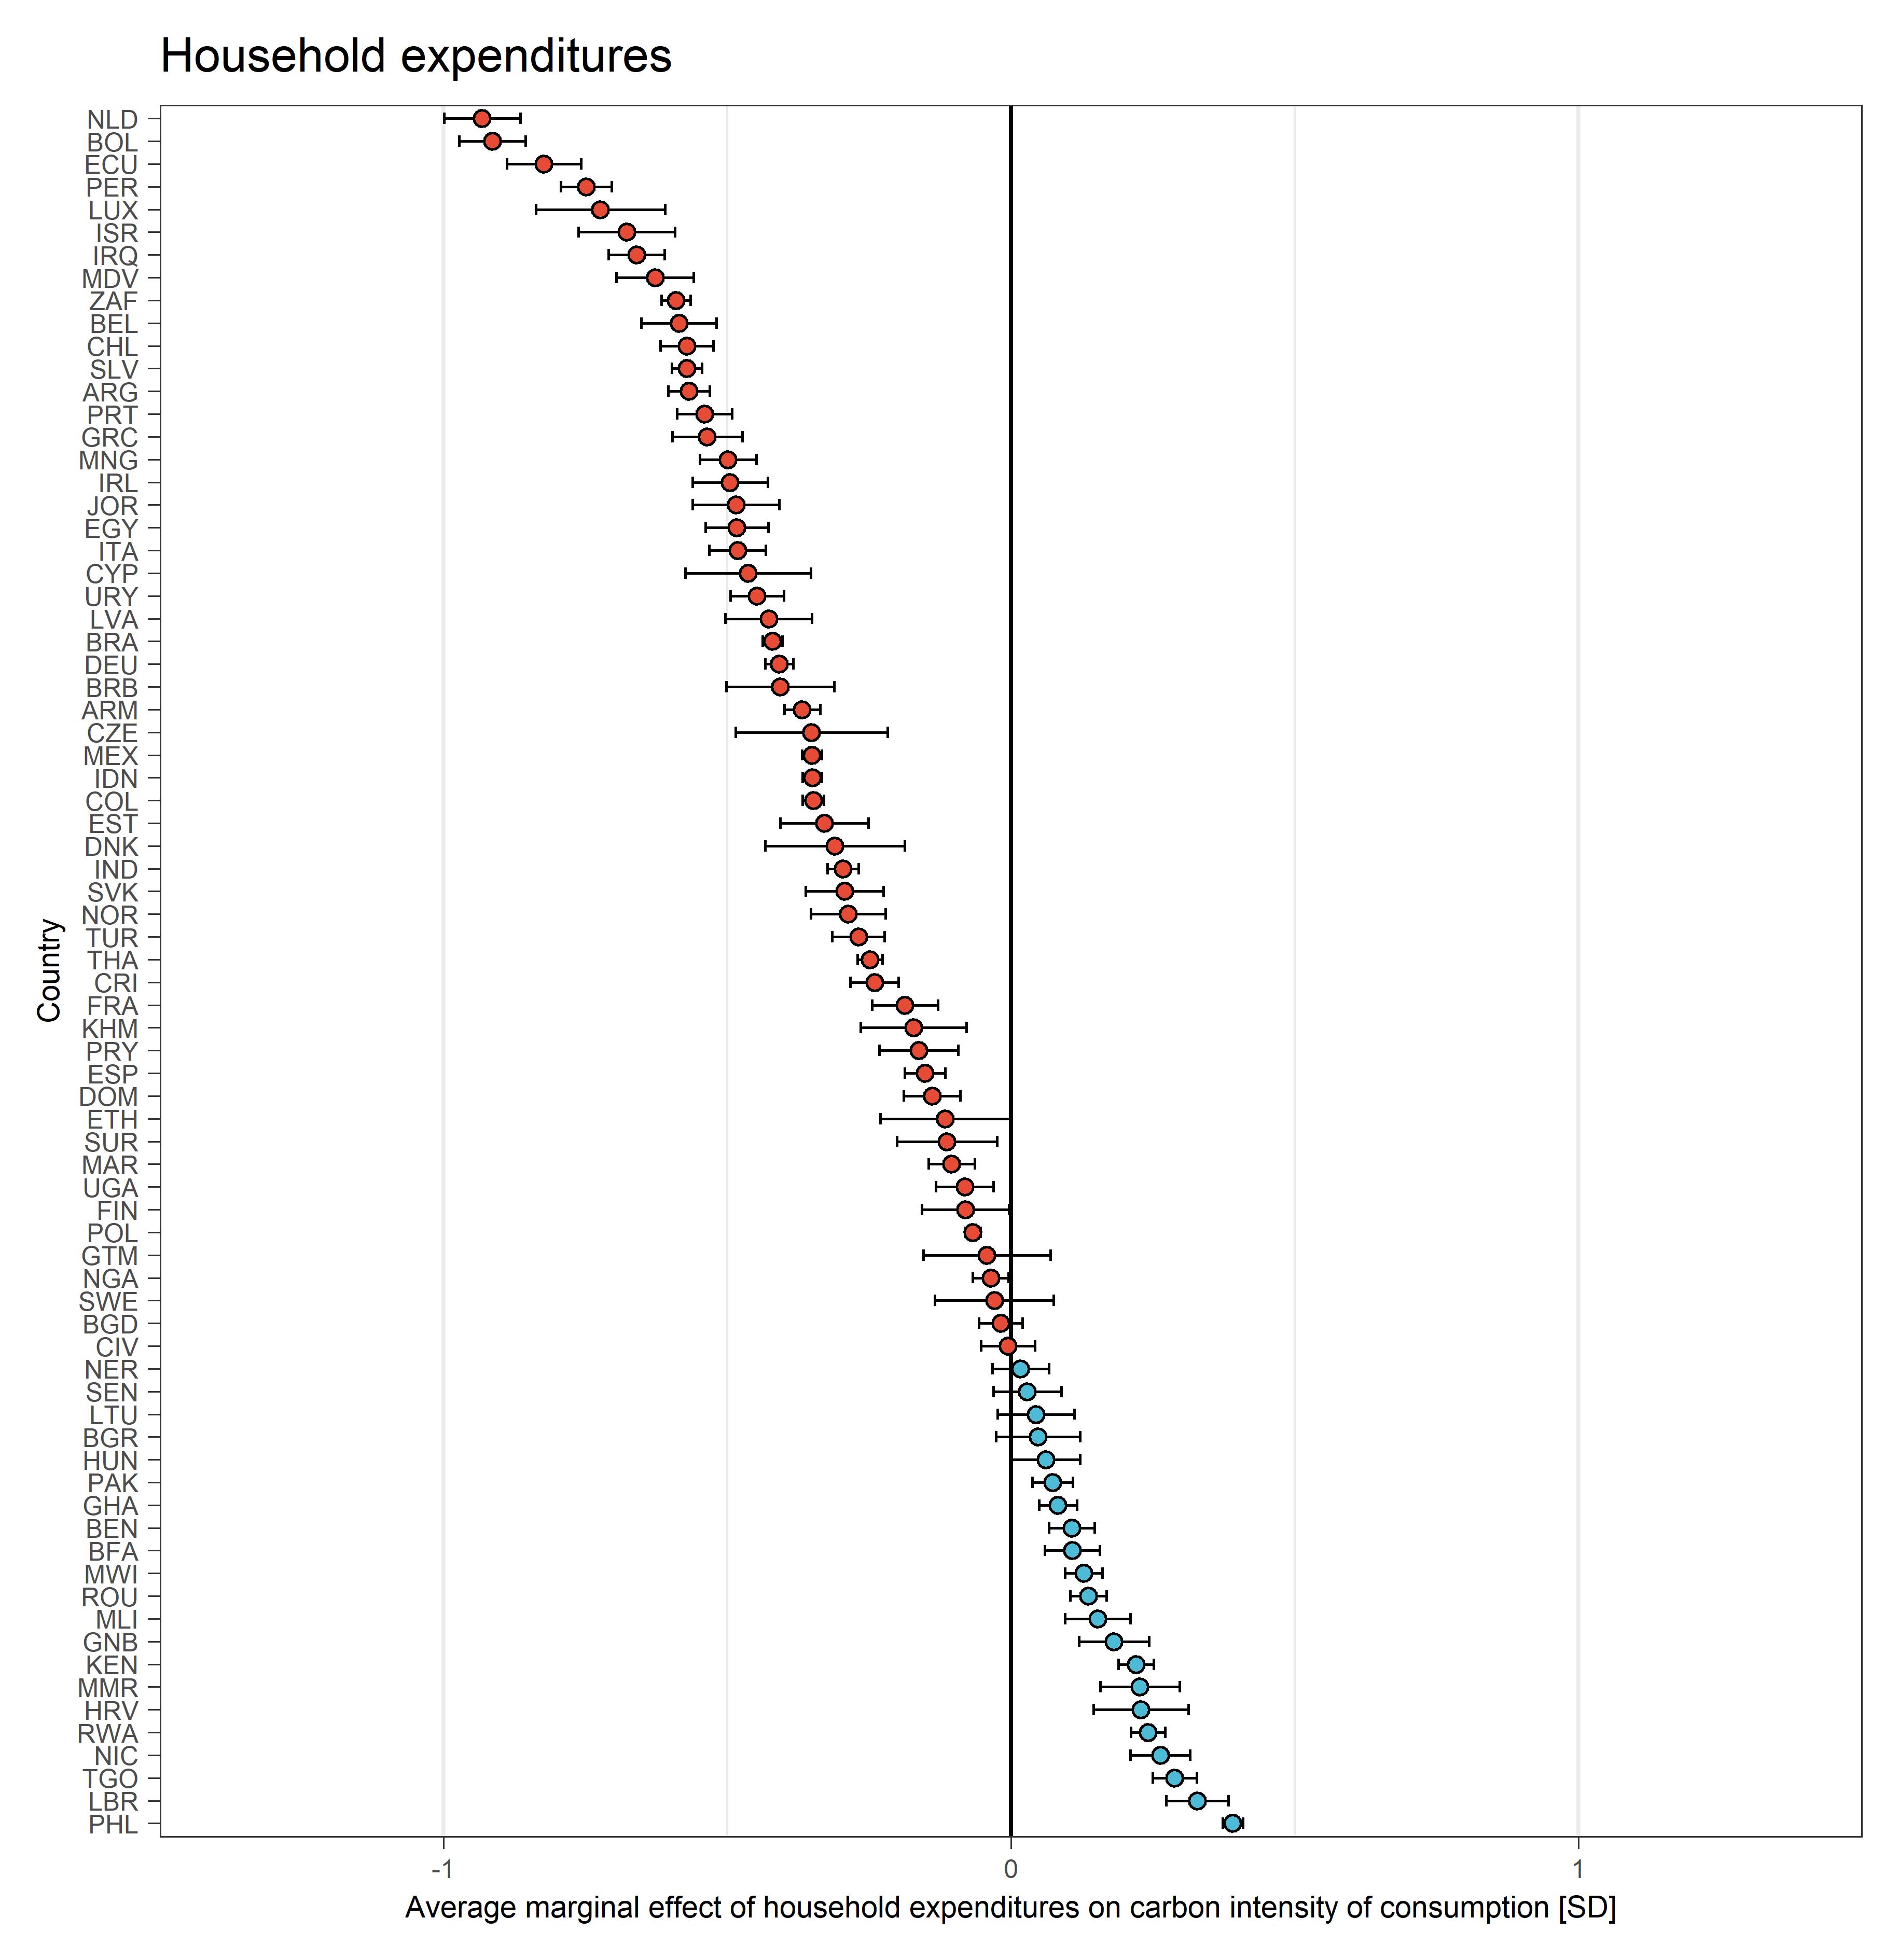 Household expenditures
NLD
BOL
ECU
PER
LUX
ISR
IRQ
MDV
ZAF
BEL
CHL
SLV
ARG
PRT
GRC
MNG
IRL
JOR
EGY
ITA
CYP
URY
LVA
BRA
DEU
BRB
ARM
CZE
MEX
IDN
COL
EST
DNK
IND
SVK
NOR
TUR
THA
CRI
FRA
KHM
PRY
ESP
DOM
ETH
SUR
MAR
UGA
FIN
POL
GTM
NGA
SWE
BGD
CIV
NER
SEN
LTU
BGR
HUN
PAK
GHA
BEN
BFA
MWI
ROU
MLI
GNB
KEN
MMR
HRV
RWA
NIC
TGO
LBR
PHL
Country
-1 0 1
Average marginal effect of household expenditures on carbon intensity of consumption [SD]